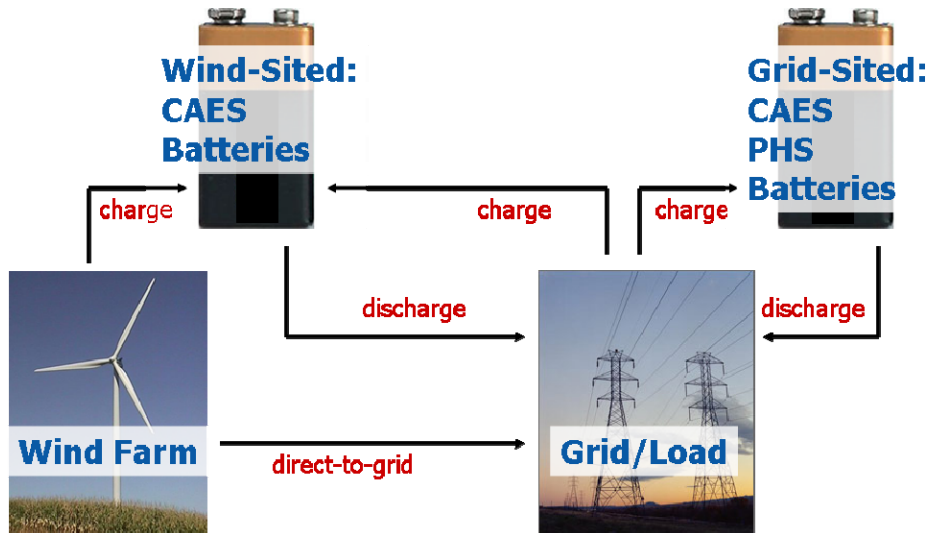 Wind-Sited:
CAES
Batteries
Grid-Sited:
CAES
PHS
Batteries
charge
charge
charge
discharge
discharge
Wind Farm
direct-to-grid
Grid/Load